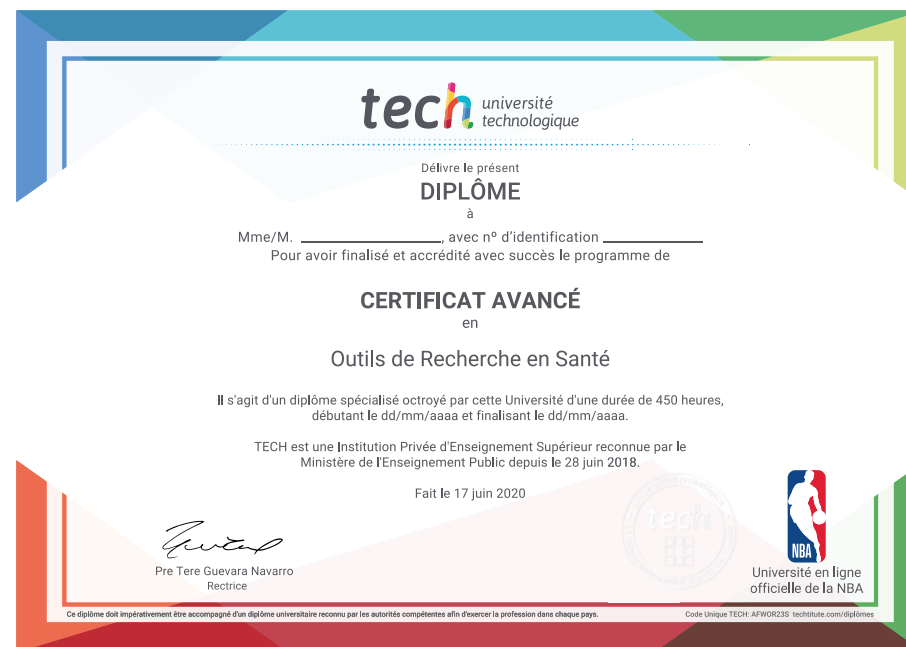 tech université
technologique
Délivre le présent
DIPLÔME
à
Mme/M. ____________________, avec nº d'identification ______________
Pour avoir finalisé et accrédité avec succès le programme de
CERTIFICAT AVANCÉ
en
Outils de Recherche en Santé
Il s'agit d'un diplôme spécialisé octroyé par cette Université d'une durée de 450 heures,
débutant le dd/mm/aaaa et finalisant le dd/mm/aaaa.
TECH est une Institution Privée d'Enseignement Supérieur reconnue par le
Ministère de l'Enseignement Public depuis le 28 juin 2018.
Fait le 17 juin 2020
tech
NBA
Pre Tere Guevara Navarro
Rectrice
Université en ligne
officielle de la NBA
Ce diplôme doit impérativement être accompagné d'un diplôme universitaire reconnu par les autorités compétentes afin d'exercer la profession dans chaque pays.
Code Unique TECH: AFWOR23S techtitute.com/diplômes